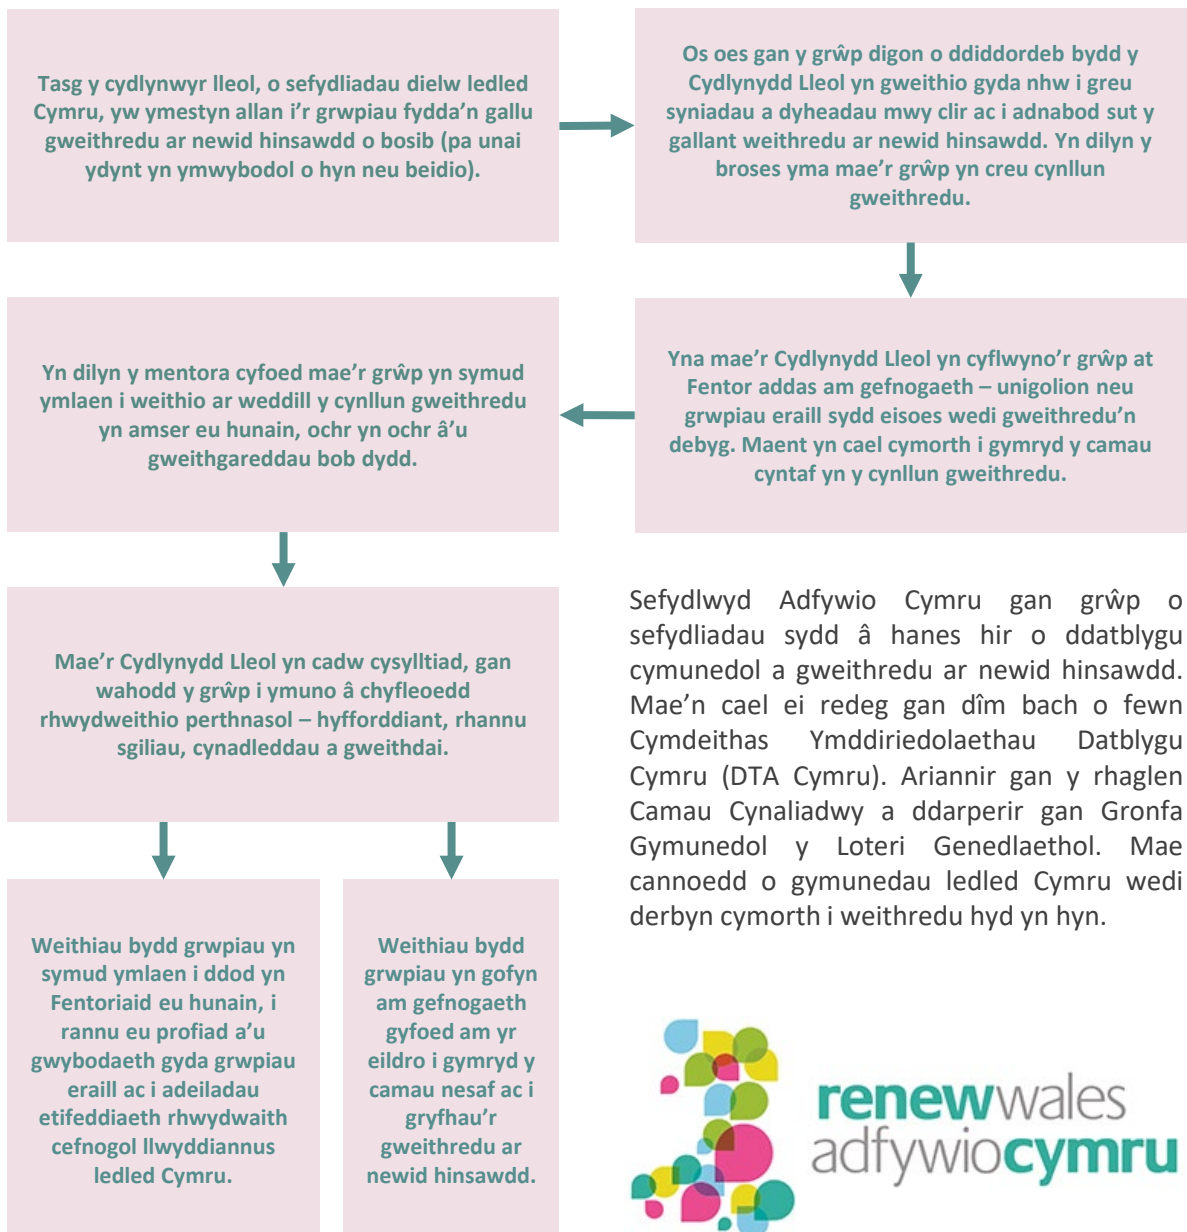 Tasg y cydlynwyr lleol, o sefydliadau dielw ledled
Cymru, yw ymestyn allan i’r grwpiau fydda’n gallu
gweithredu ar newid hinsawdd o bosib (pa unai
ydynt yn ymwybodol o hyn neu beidio).
Os oes gan y grŵp digon o ddiddordeb bydd y
Cydlynydd Lleol yn gweithio gyda nhw i greu
syniadau a dyheadau mwy clir ac i adnabod sut y
gallant weithredu ar newid hinsawdd. Yn dilyn y
broses yma mae’r grŵp yn creu cynllun
gweithredu.
Yna mae’r Cydlynydd Lleol yn cyflwyno’r grŵp at
Fentor addas am gefnogaeth – unigolion neu
grwpiau eraill sydd eisoes wedi gweithredu’n
debyg. Maent yn cael cymorth i gymryd y camau
cyntaf yn y cynllun gweithredu.
Yn dilyn y mentora cyfoed mae’r grŵp yn symud
ymlaen i weithio ar weddill y cynllun gweithredu
yn amser eu hunain, ochr yn ochr â’u
gweithgareddau bob dydd.
Mae’r Cydlynydd Lleol yn cadw cysylltiad, gan
wahodd y grŵp i ymuno â chyfleoedd
rhwydweithio perthnasol – hyfforddiant, rhannu
sgiliau, cynadleddau a gweithdai.
Weithiau bydd grwpiau yn
symud ymlaen i ddod yn
Fentoriaid eu hunain, i
rannu eu profiad a’u
gwybodaeth gyda grwpiau
eraill ac i adeiladau
etifeddiaeth rhwydwaith
cefnogol llwyddiannus
ledled Cymru.
Weithiau bydd
grwpiau yn gofyn
am gefnogaeth
gyfoed am yr
eildro i gymryd y
camau nesaf ac i
gryfhau’r
gweithredu ar
newid hinsawdd.
Sefydlwyd Adfywio Cymru gan grŵp o
sefydliadau sydd â hanes hir o ddatblygu
cymunedol a gweithredu ar newid hinsawdd.
Mae’n cael ei redeg gan dîm bach o fewn
Cymdeithas Ymddiriedolaethau Datblygu
Cymru (DTA Cymru). Ariannir gan y rhaglen
Camau Cynaliadwy a ddarperir gan Gronfa
Gymunedol y Loteri Genedlaethol. Mae
cannoedd o gymunedau ledled Cymru wedi
derbyn cymorth i weithredu hyd yn hyn.
renewwales
adfywiocymru